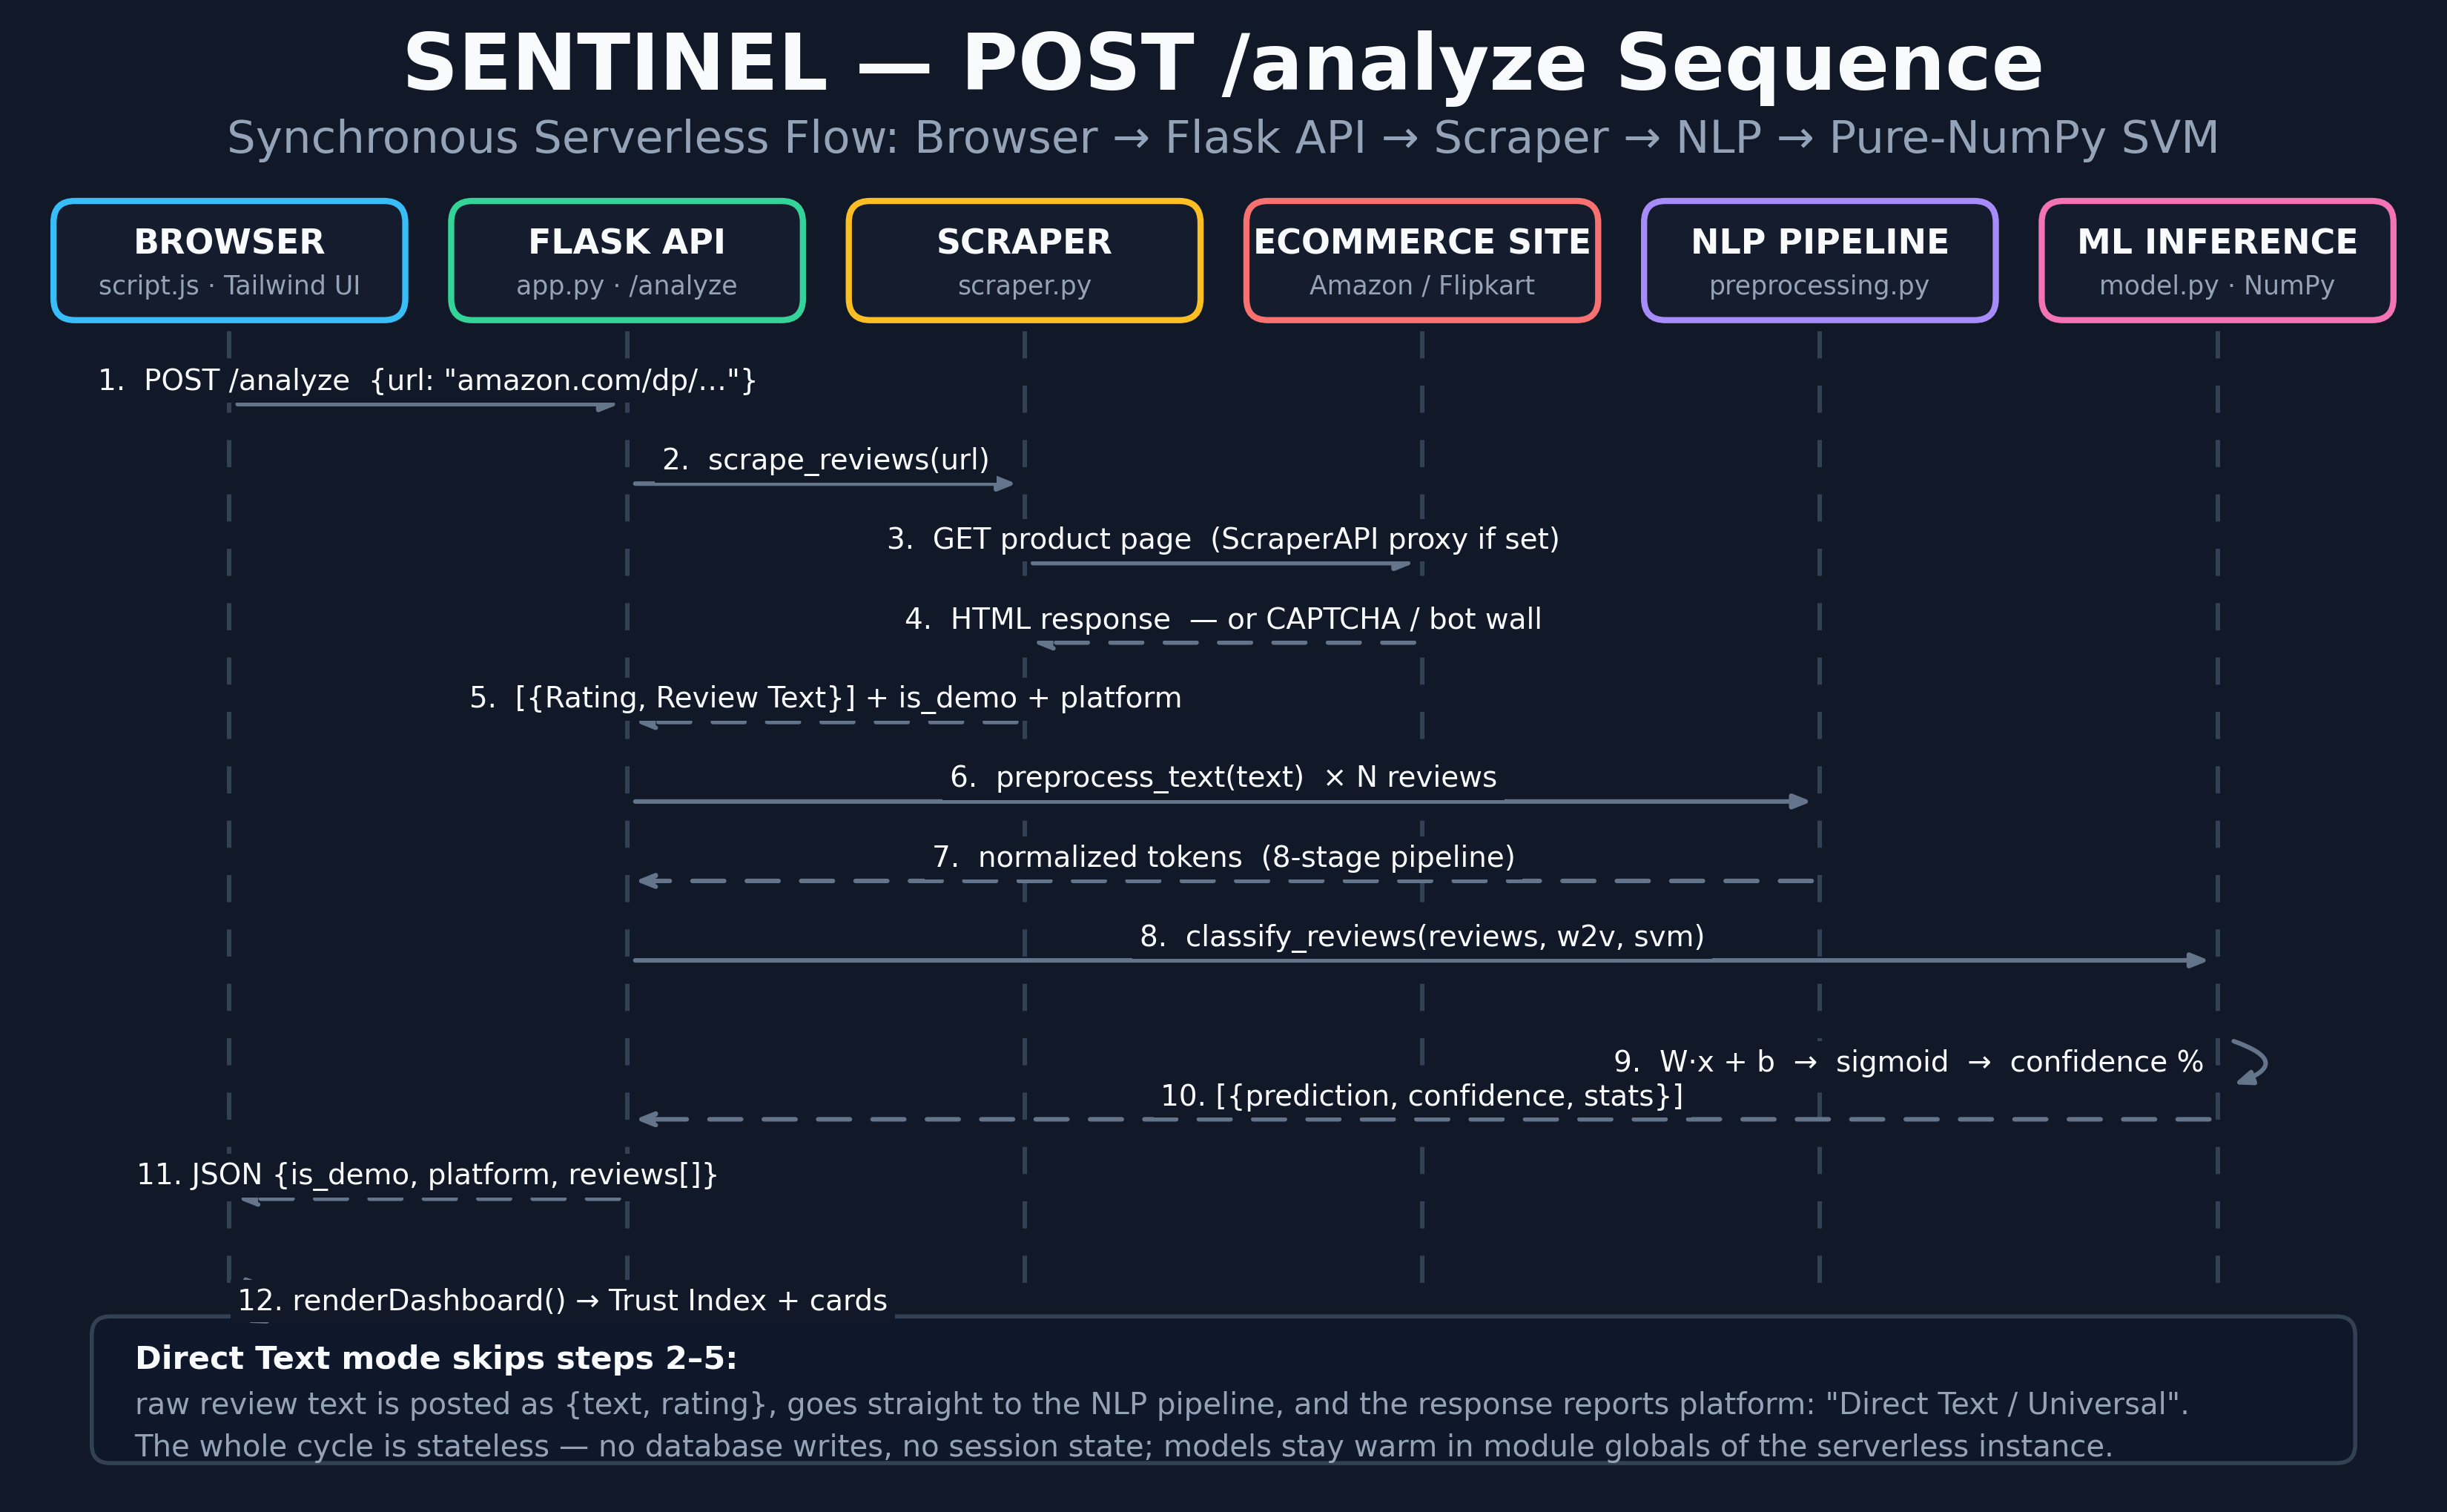 SENTINEL — POST /analyze Sequence
Synchronous Serverless Flow: Browser → Flask API → Scraper → NLP → Pure-NumPy SVM
BROWSER
script.js · Tailwind UI
FLASK API
app.py · /analyze
SCRAPER
scraper.py
ECOMMERCE SITE
Amazon / Flipkart
NLP PIPELINE
preprocessing.py
ML INFERENCE
model.py · NumPy
1. POST /analyze {url: "amazon.com/dp/..."}
2. scrape_reviews(url)
3. GET product page (ScraperAPI proxy if set)
4. HTML response — or CAPTCHA / bot wall
5. [{Rating, Review Text}] + is_demo + platform
6. preprocess_text(text) × N reviews
7. normalized tokens (8-stage pipeline)
8. classify_reviews(reviews, w2v, svm)
9. W·x + b → sigmoid → confidence %
10. [{prediction, confidence, stats}]
11. JSON {is_demo, platform, reviews[]}
12. renderDashboard() → Trust Index + cards
Direct Text mode skips steps 2–5:
raw review text is posted as {text, rating}, goes straight to the NLP pipeline, and the response reports platform: "Direct Text / Universal".
The whole cycle is stateless — no database writes, no session state; models stay warm in module globals of the serverless instance.